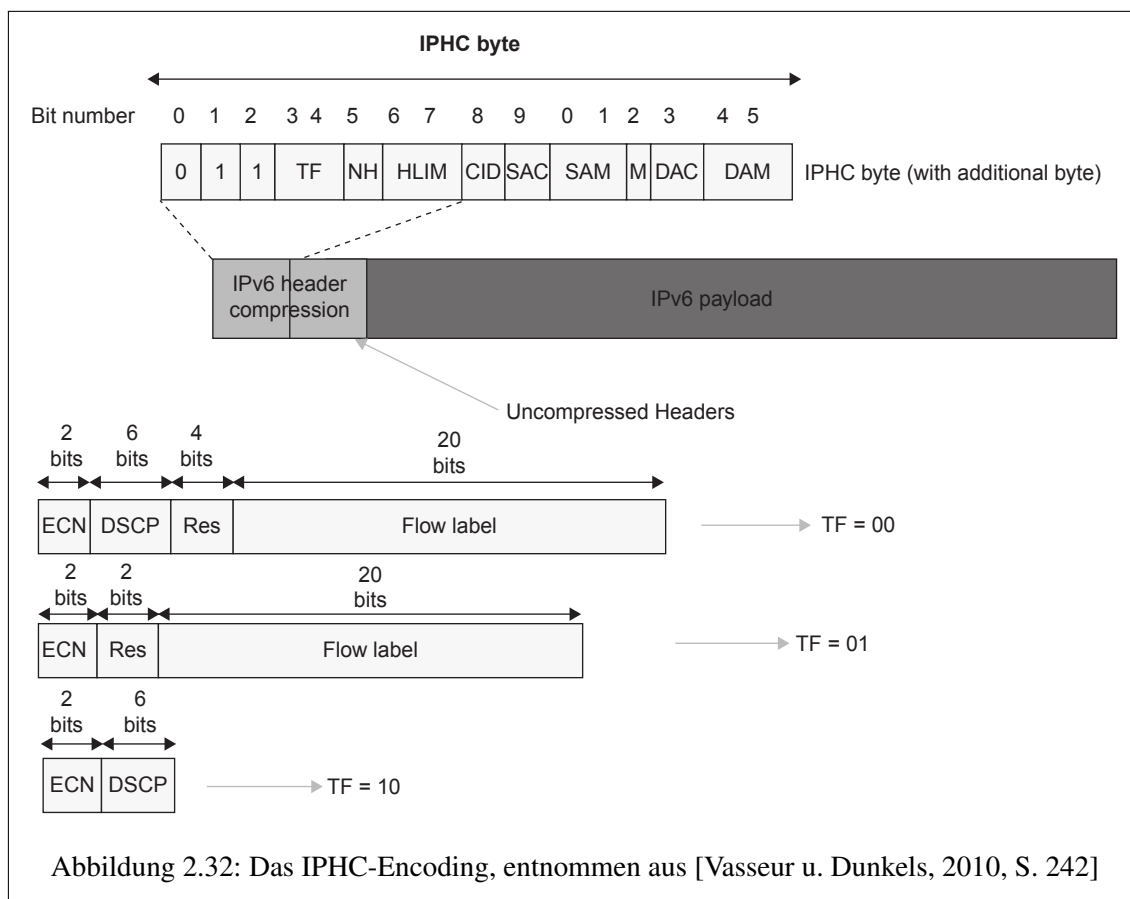 IPHC byte
Bit number 0 1 2 3 4 5 6 7 8 9 0 1 2 3 4 5
0 1 1 TF NH HLIM CID SAC SAM M DAC DAM IPHC byte (with additional byte)
IPv6 header
compression
IPv6 payload
Uncompressed Headers
2 6 4 20
bits bits bits bits
ECN DSCP Res Flow label TF = 00
2 2 20
bits bits bits
ECN Res Flow label TF = 01
2 6
bits bits
ECN DSCP TF = 10
Abbildung 2.32: Das IPHC-Encoding, entnommen aus [Vasseur u. Dunkels, 2010, S. 242]